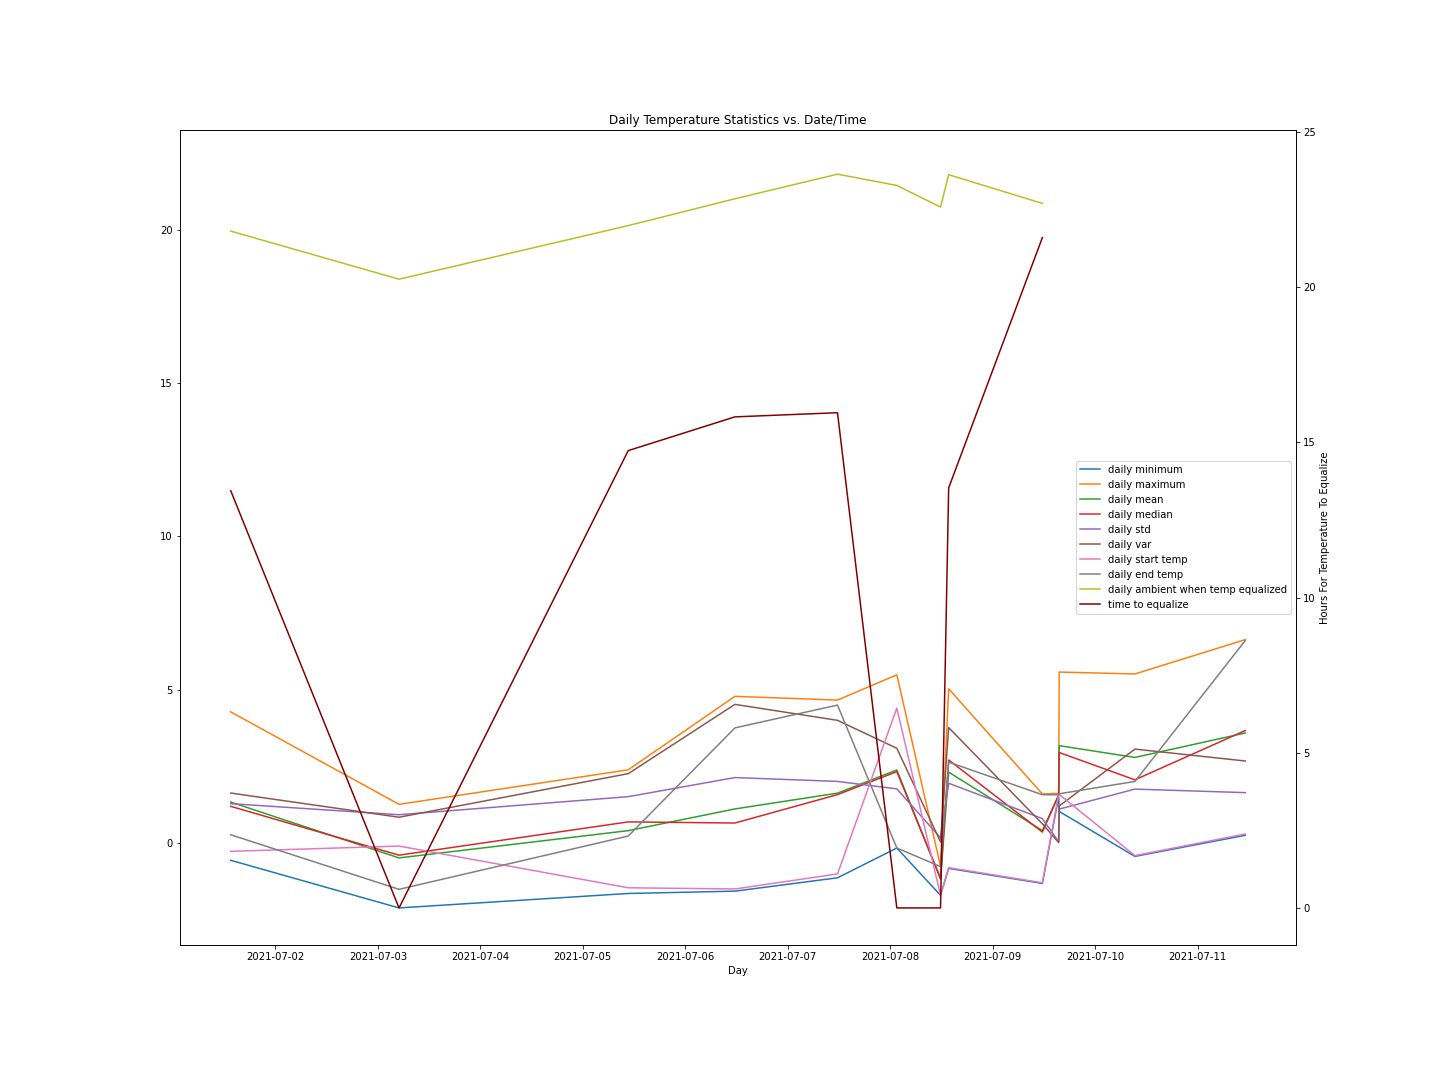 Daily Temperature Statistics vs. Date/Time
25
20
15
10
5
0
20
15
10
5
0
Hours For Temperature To Equalize
daily minimum
daily maximum
daily mean
daily median
daily std
daily var
daily start temp
daily end temp
daily ambient when temp equalized
time to equalize
2021-07-02 2021-07-03 2021-07-04 2021-07-05 2021-07-06 2021-07-07 2021-07-08 2021-07-09 2021-07-10 2021-07-11
Day